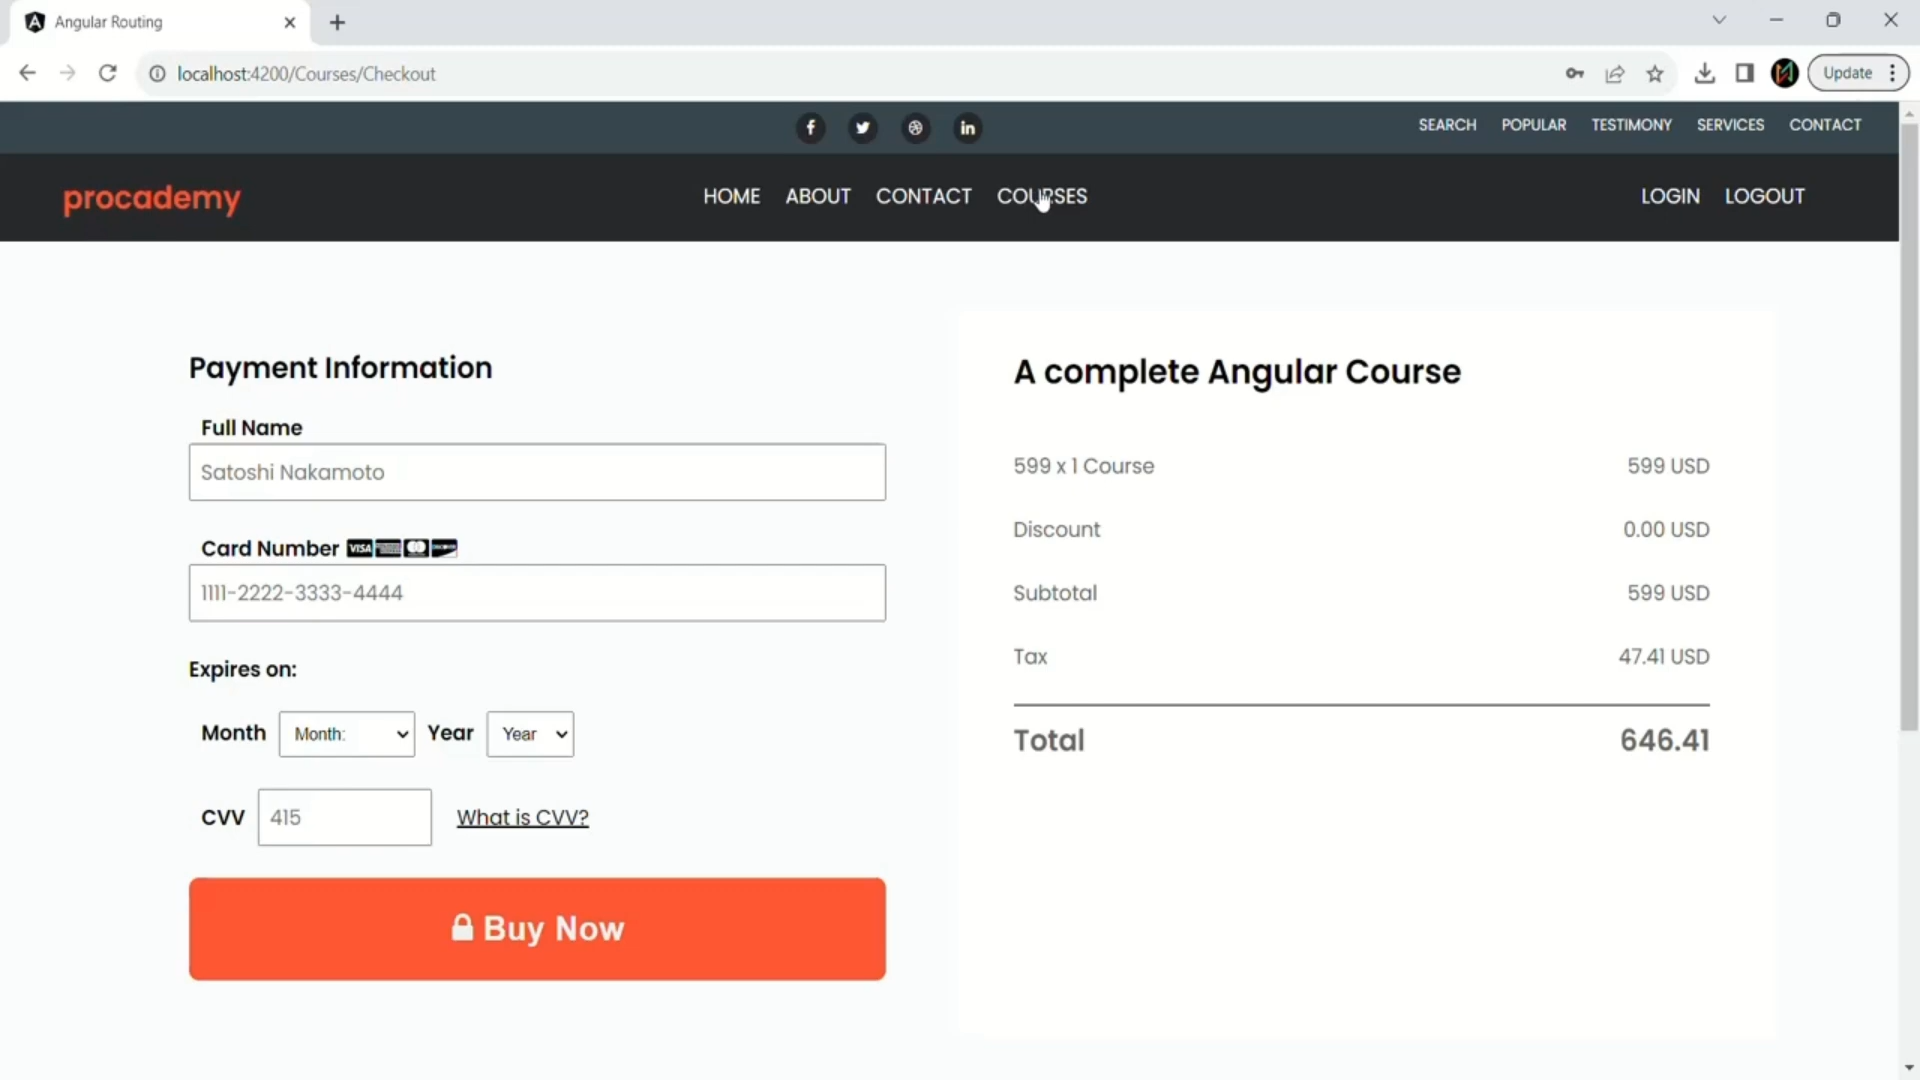 Angular Routing
localhost:4200/Courses/Checkout
Update
SEARCH POPULAR TESTIMONY SERVICES CONTACT
procademy
HOME ABOUT CONTACT COURSES
LOGIN LOGOUT
Payment Information
Full Name
Satoshi Nakamoto
Card Number VISA
1111-2222-3333-4444
Expires on:
Month Month: Year Year
CVV 415 What is CVV?
Buy Now
A complete Angular Course
599 x 1 Course 599 USD
Discount 0.00 USD
Subtotal 599 USD
Tax 47.41 USD
Total 646.41